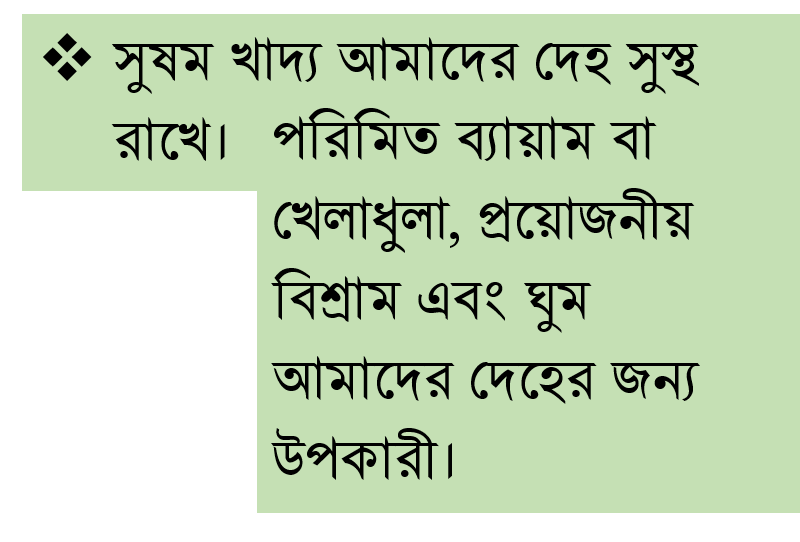 ❖ সুষম খাদ্য আমাদের দেহ সুস্থ
রাখে। পরিমিত ব্যায়াম বা
খেলাধুলা, প্রয়োজনীয়
বিশ্রাম এবং ঘুম
আমাদের দেহের জন্য
উপকারী।